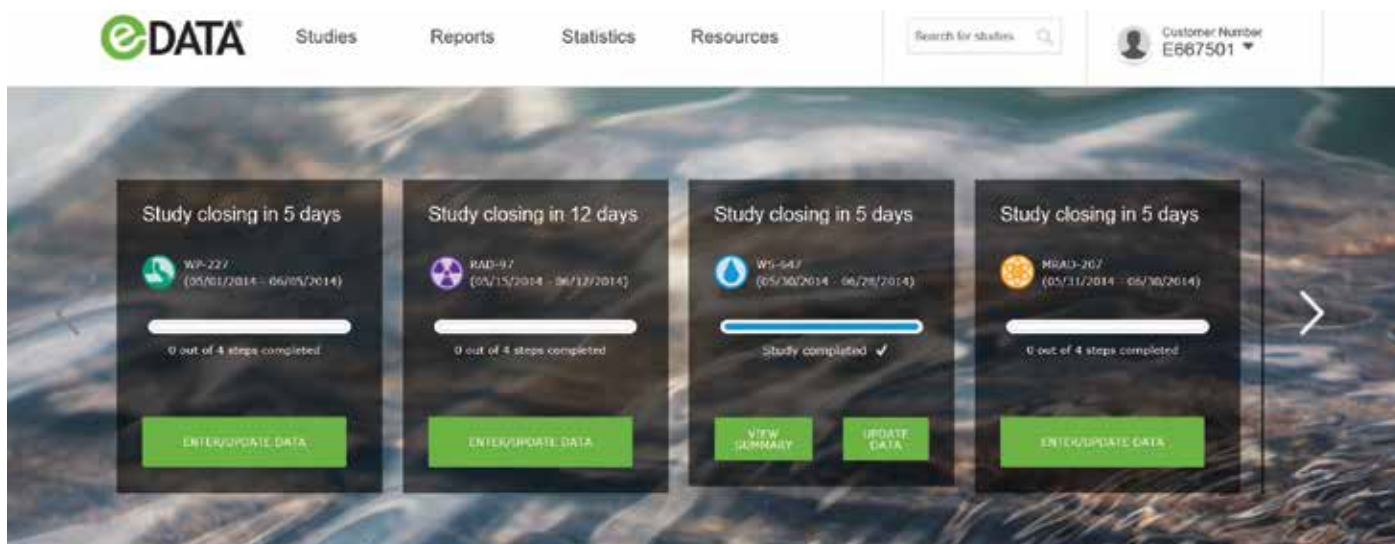 eDATA
Studies
Reports
Statistics
Resources
Search for studies
Customer Number
E667501
Study closing in 5 days
WP-227
(05/01/2014 - 06/05/2014)
0 out of 4 steps completed
ENTER/UPDATE DATA
Study closing in 12 days
RAD-97
(05/15/2014 - 06/12/2014)
0 out of 4 steps completed
ENTER/UPDATE DATA
Study closing in 5 days
WS-647
(05/30/2014 - 06/28/2014)
Study completed ✓
VIEW
SUMMARY
UPDATE
DATA
Study closing in 5 days
MRAD-207
(05/31/2014 - 06/30/2014)
0 out of 4 steps completed
ENTER/UPDATE DATA